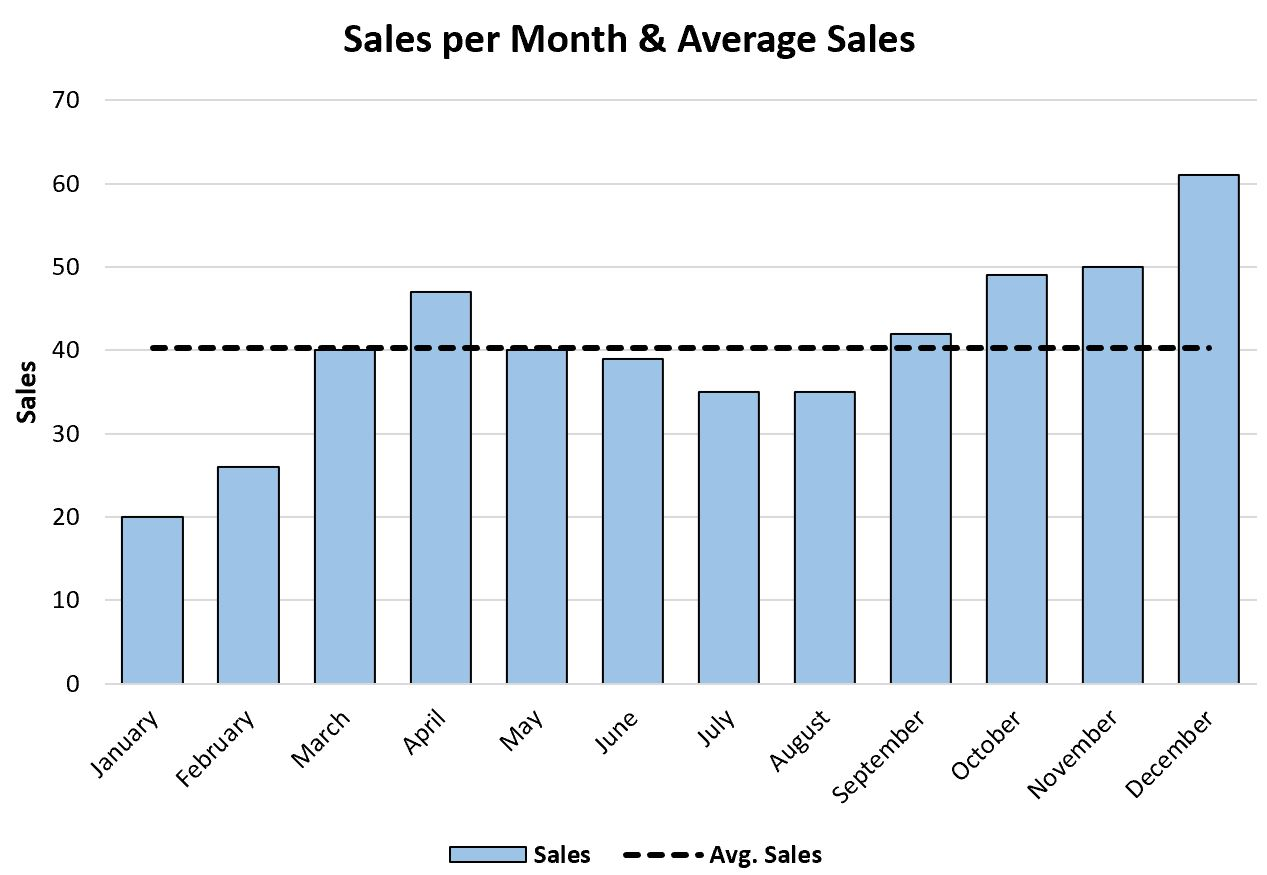 Sales per Month & Average Sales
70
60
50
40
30
20
10
0
Sales
January
February
March
April
May
June
July
August
September
October
November
December
Sales
Avg. Sales